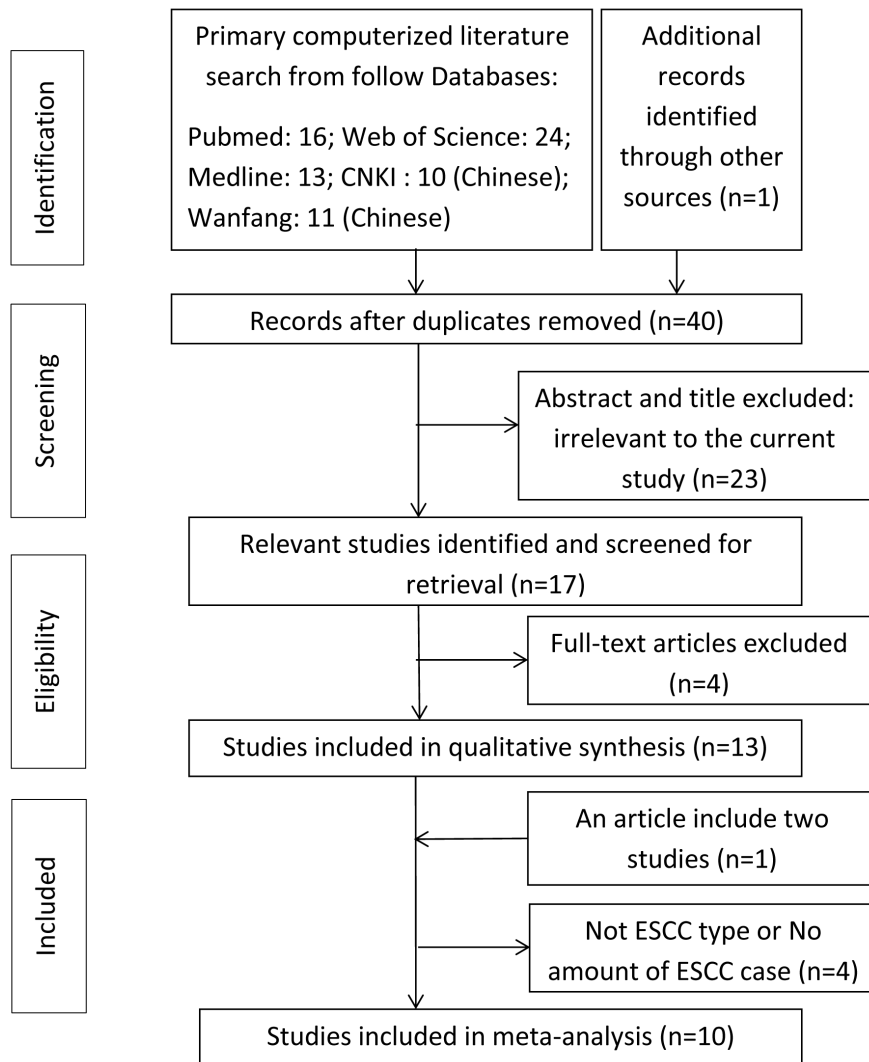 Identification
Primary computerized literature
search from follow Databases:
Pubmed: 16; Web of Science: 24;
Medline: 13; CNKI : 10 (Chinese);
Wanfang: 11 (Chinese)
Additional
records
identified
through other
sources (n=1)
Screening
Records after duplicates removed (n=40)
Abstract and title excluded:
irrelevant to the current
study (n=23)
Eligibility
Relevant studies identified and screened for
retrieval (n=17)
Full-text articles excluded
(n=4)
Studies included in qualitative synthesis (n=13)
Included
An article include two
studies (n=1)
Not ESCC type or No
amount of ESCC case (n=4)
Studies included in meta-analysis (n=10)